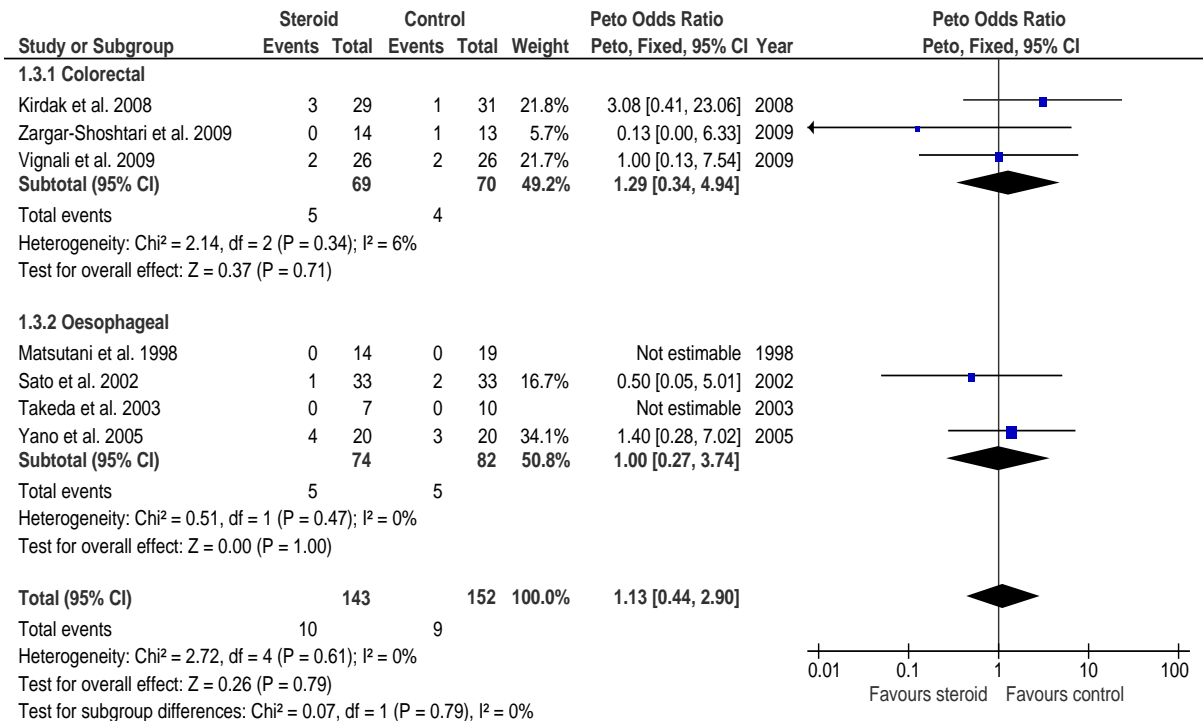 Steroid Control Peto Odds Ratio Peto Odds Ratio
Study or Subgroup Events Total Events Total Weight Peto, Fixed, 95% CI Year Peto, Fixed, 95% CI
1.3.1 Colorectal
Kirdak et al. 2008 3 29 1 31 21.8% 3.08 [0.41, 23.06] 2008
Zargar-Shoshtari et al. 2009 0 14 1 13 5.7% 0.13 [0.00, 6.33] 2009
Vignali et al. 2009 2 26 2 26 21.7% 1.00 [0.13, 7.54] 2009
Subtotal (95% CI) 69 70 49.2% 1.29 [0.34, 4.94]
Total events 5 4
Heterogeneity: Chi² = 2.14, df = 2 (P = 0.34); I² = 6%
Test for overall effect: Z = 0.37 (P = 0.71)
1.3.2 Oesophageal
Matsutani et al. 1998 0 14 0 19 Not estimable 1998
Sato et al. 2002 1 33 2 33 16.7% 0.50 [0.05, 5.01] 2002
Takeda et al. 2003 0 7 0 10 Not estimable 2003
Yano et al. 2005 4 20 3 20 34.1% 1.40 [0.28, 7.02] 2005
Subtotal (95% CI) 74 82 50.8% 1.00 [0.27, 3.74]
Total events 5 5
Heterogeneity: Chi² = 0.51, df = 1 (P = 0.47); I² = 0%
Test for overall effect: Z = 0.00 (P = 1.00)
Total (95% CI) 143 152 100.0% 1.13 [0.44, 2.90]
Total events 10 9
Heterogeneity: Chi² = 2.72, df = 4 (P = 0.61); I² = 0%
Test for overall effect: Z = 0.26 (P = 0.79)
Test for subgroup differences: Chi² = 0.07, df = 1 (P = 0.79), I² = 0%
0.01 0.1 1 10 100
Favours steroid Favours control